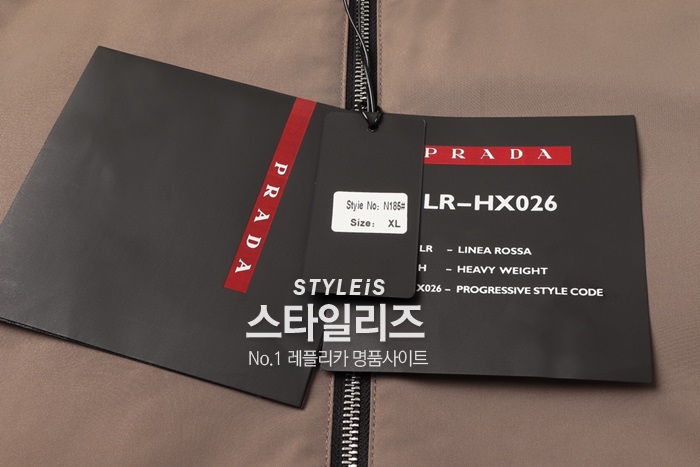 PRADA
Style No: N185#
Size: XL
PRADA
LR-HX026
LR - LINEA ROSSA
H - HEAVY WEIGHT
X026 - PROGRESSIVE STYLE CODE
STYLEiS
스타일리즈
No.1 레플리카 명품사이트